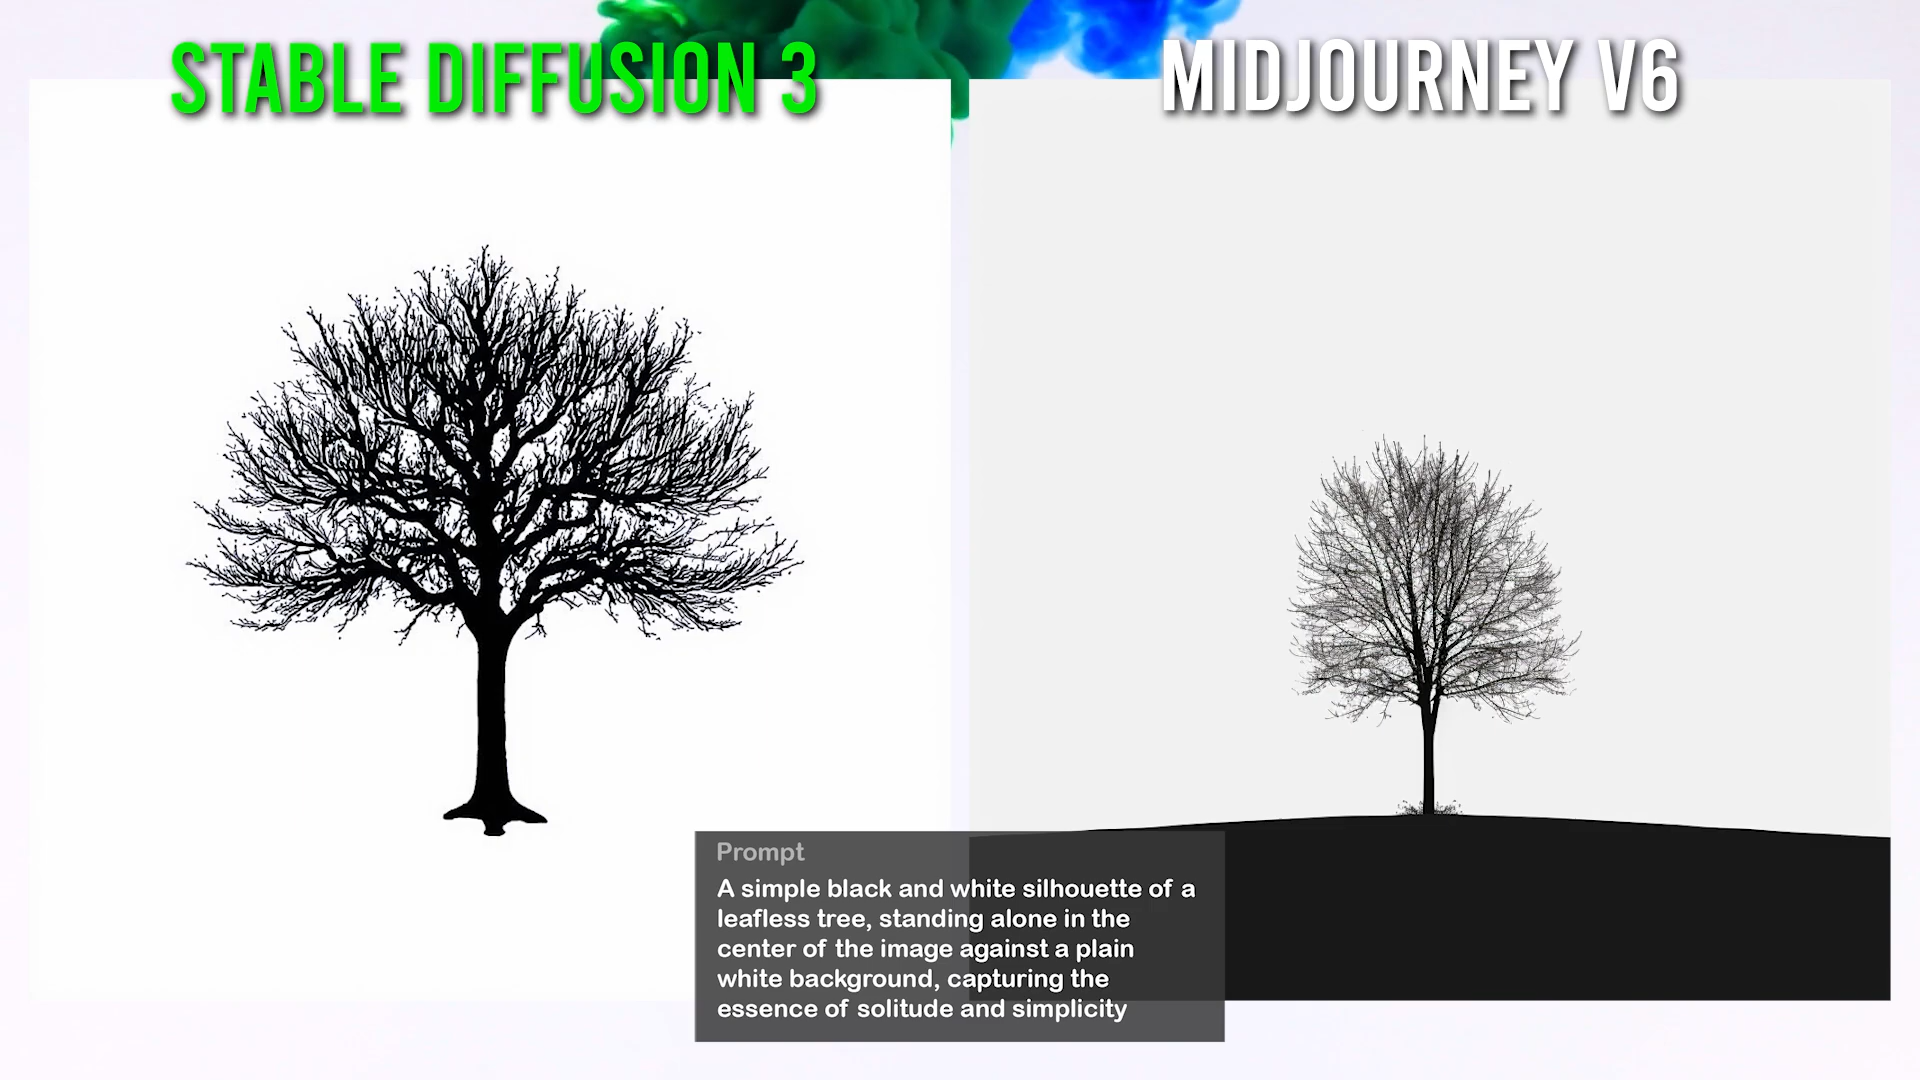 STABLE DIFFUSION 3
MIDJOURNEY V6
Prompt
A simple black and white silhouette of a
leafless tree, standing alone in the
center of the image against a plain
white background, capturing the
essence of solitude and simplicity